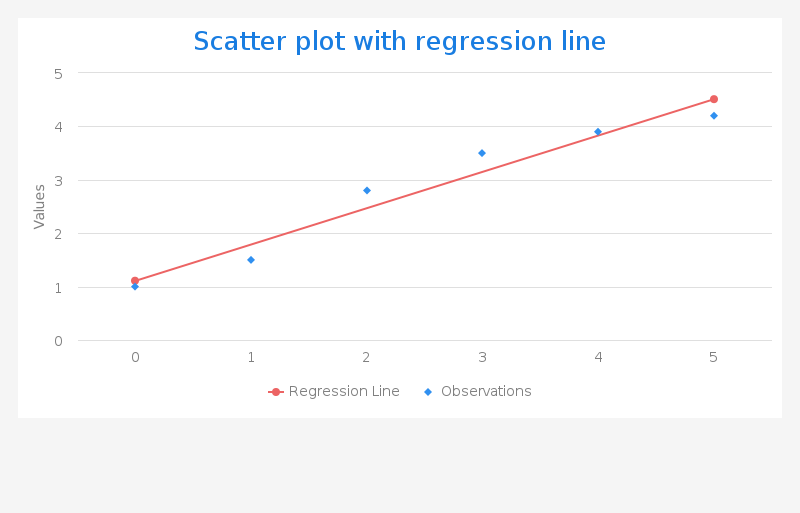 Scatter plot with regression line
5
4
3
2
1
0
Values
0 1 2 3 4 5
Regression Line Observations